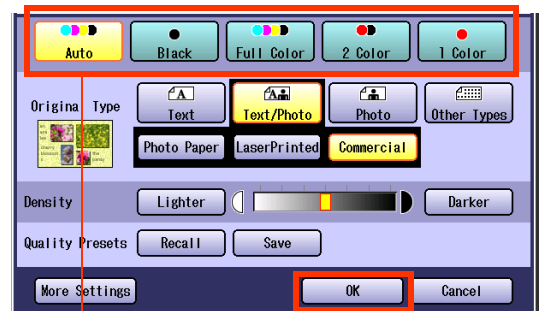 Auto Black Full Color 2 Color 1 Color
Original Type Text Text/Photo Photo Other Types
Photo Paper LaserPrinted Commercial
Density Lighter Darker
Quality Presets Recall Save
More Settings OK Cancel